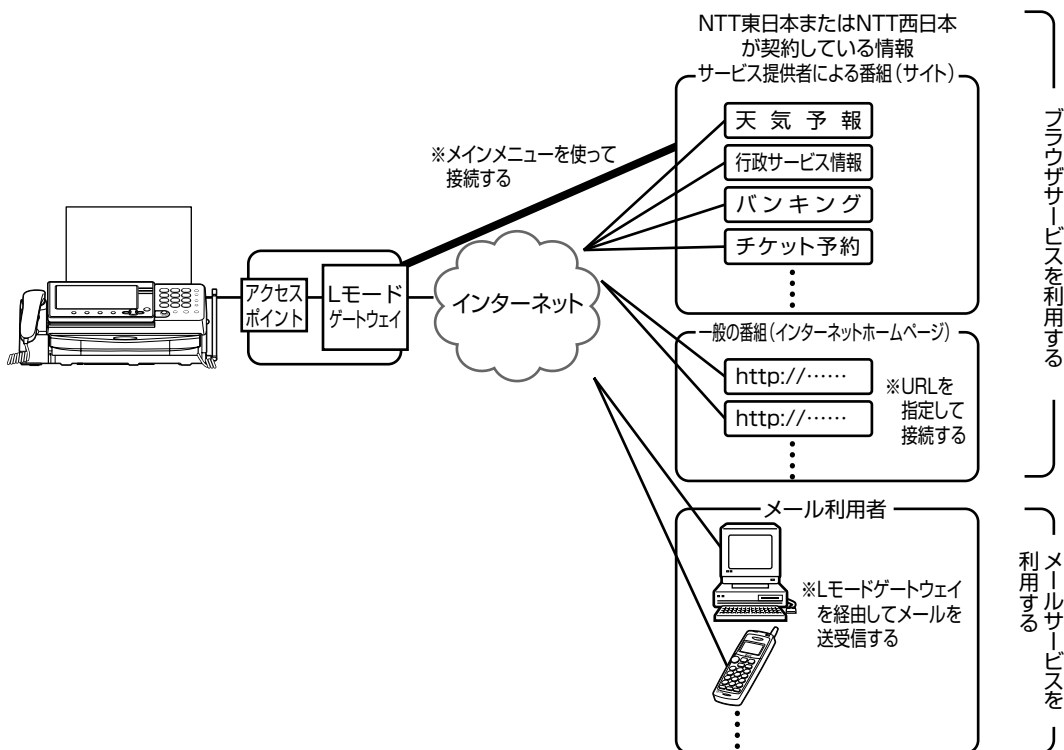 NTT東日本またはNTT西日本
が契約している情報
サービス提供者による番組(サイト)
天気予報
行政サービス情報
バンキング
チケット予約
※メインメニューを使って
接続する
アクセス
ポイント
Lモード
ゲートウェイ
インターネット
一般の番組(インターネットホームページ)
http://……
http://……
※URLを
指定して
接続する
ブラウザサービスを利用する
メール利用者
※Lモードゲートウェイ
を経由してメールを
送受信する
メールサービスを
利用する